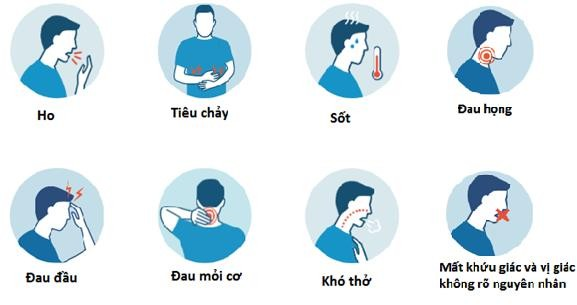 Ho
Tiêu chảy
Sốt
Đau họng
Đau đầu
Đau mỏi cơ
Khó thở
Mất khứu giác và vị giác
không rõ nguyên nhân